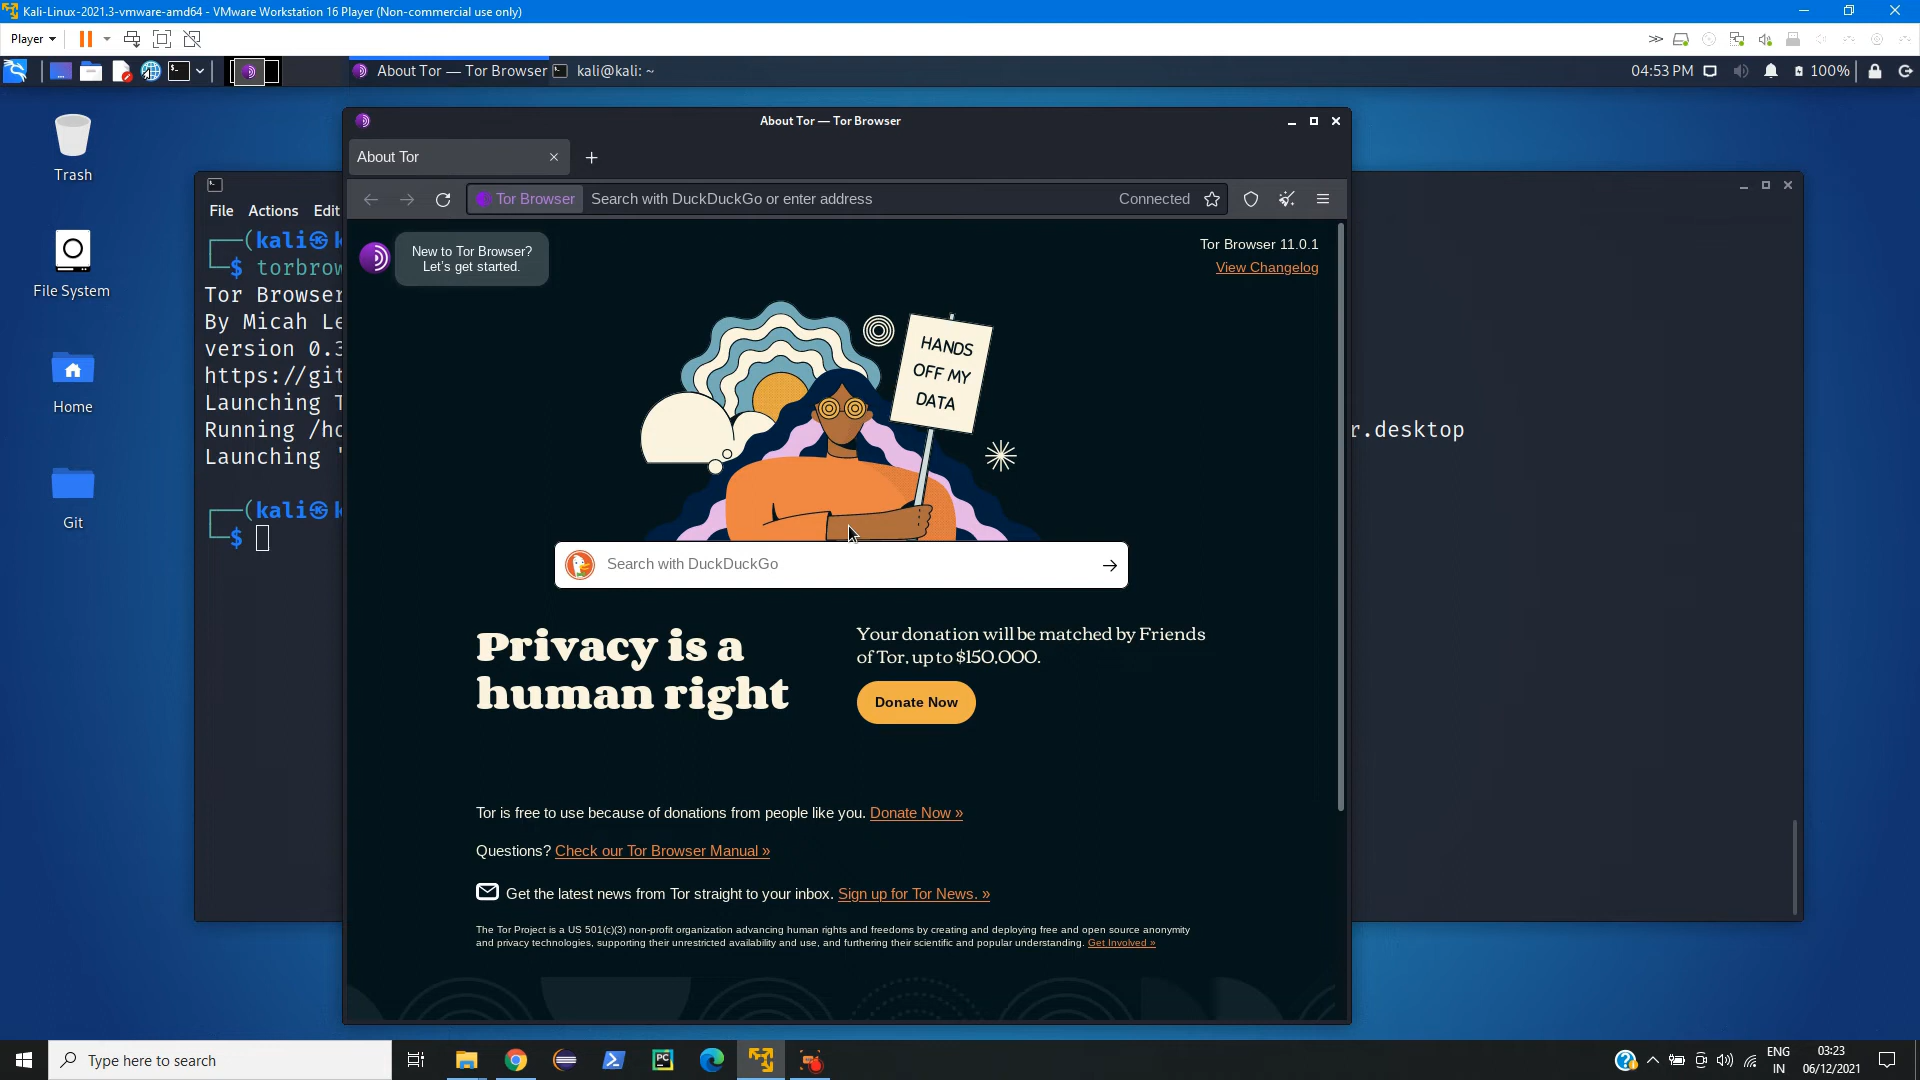 Kali-Linux-2021.3-vmware-amd64 - VMware Workstation 16 Player (Non-commercial use only)
Player
About Tor — Tor Browser
kali@kali: ~
04:53 PM
100%
Trash
File System
Home
Git
File Actions Edit
(kali
$ torbrow
Tor Browser
By Micah Le
version 0.3
https://git
Launching T
Running /ho
Launching '
r.desktop
(kali
$
About Tor — Tor Browser
About Tor
Tor Browser
Search with DuckDuckGo or enter address
Connected
New to Tor Browser?
Let's get started.
Tor Browser 11.0.1
View Changelog
HANDS
OFF MY
DATA
Search with DuckDuckGo
Privacy is a
human right
Your donation will be matched by Friends
of Tor, up to $150,000.
Donate Now
Tor is free to use because of donations from people like you. Donate Now »
Questions? Check our Tor Browser Manual »
Get the latest news from Tor straight to your inbox. Sign up for Tor News. »
The Tor Project is a US 501(c)(3) non-profit organization advancing human rights and freedoms by creating and deploying free and open source anonymity
and privacy technologies, supporting their unrestricted availability and use, and furthering their scientific and popular understanding. Get Involved »
Type here to search
PC
ENG
IN
03:23
06/12/2021